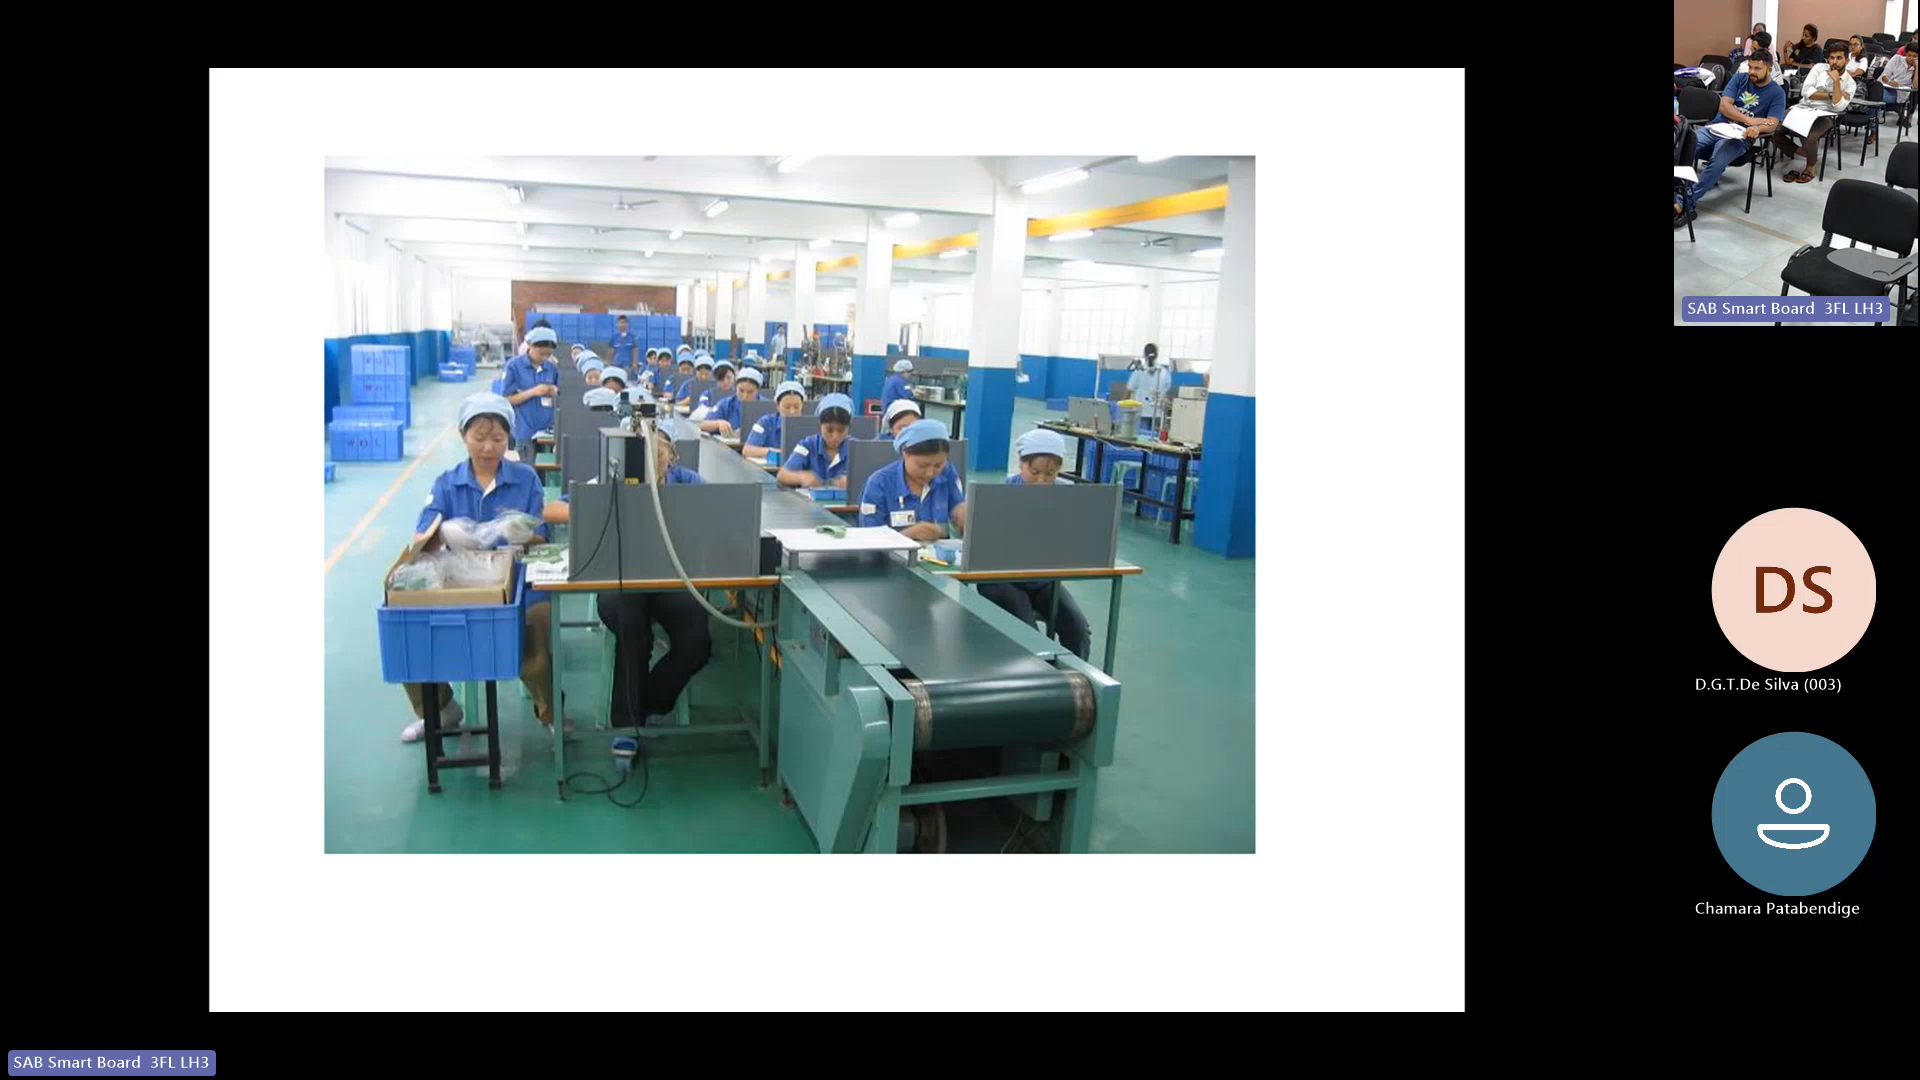 SAB Smart Board 3FL LH3
W O L
W O L
W O L
DS
D.G.T.De Silva (003)
Chamara Patabendige
SAB Smart Board 3FL LH3